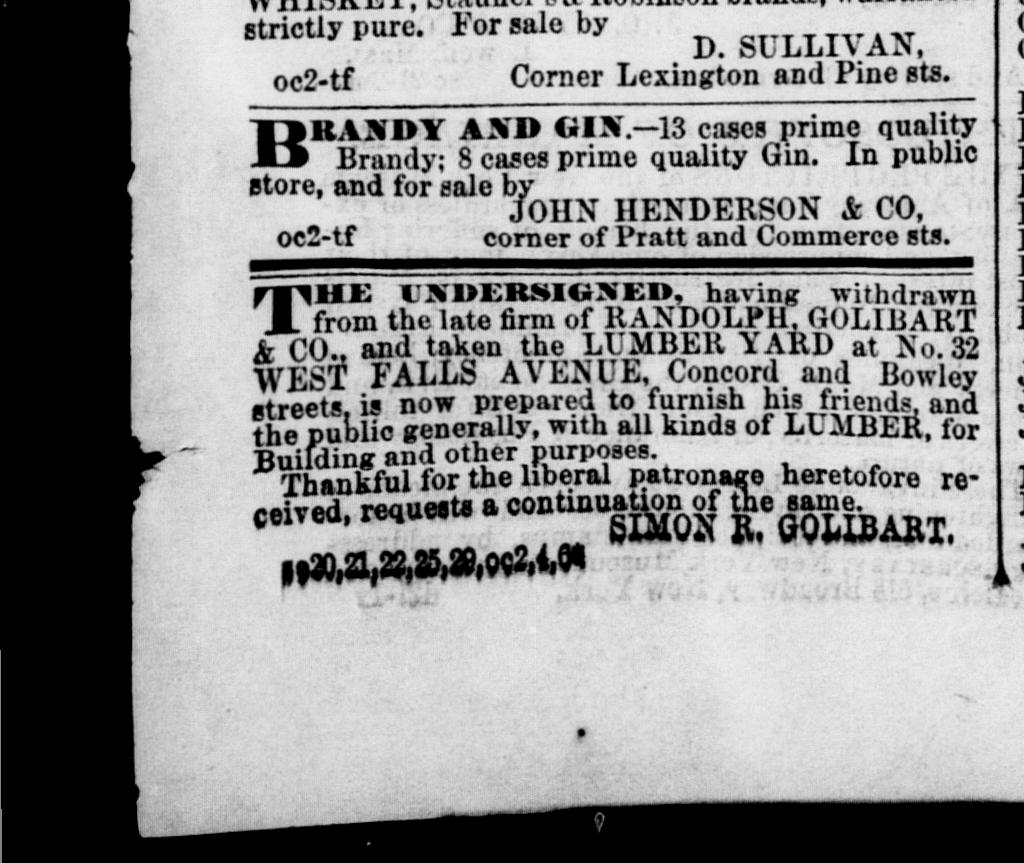 WHISKEY,
strictly pure. For sale by
D. SULLIVAN,
oc2-tf Corner Lexington and Pine sts.
BRANDY AND GIN.—13 cases prime quality
Brandy; 8 cases prime quality Gin. In public
store, and for sale by
JOHN HENDERSON & CO,
oc2-tf corner of Pratt and Commerce sts.
THE UNDERSIGNED, having withdrawn
from the late firm of RANDOLPH, GOLIBART
& CO., and taken the LUMBER YARD at No. 32
WEST FALLS AVENUE, Concord and Bowley
streets, is now prepared to furnish his friends, and
the public generally, with all kinds of LUMBER, for
Building and other purposes.
Thankful for the liberal patronage heretofore re-
ceived, requests a continuation of the same.
SIMON R. GOLIBART.
20,21,22,25,29,oc2,4,6